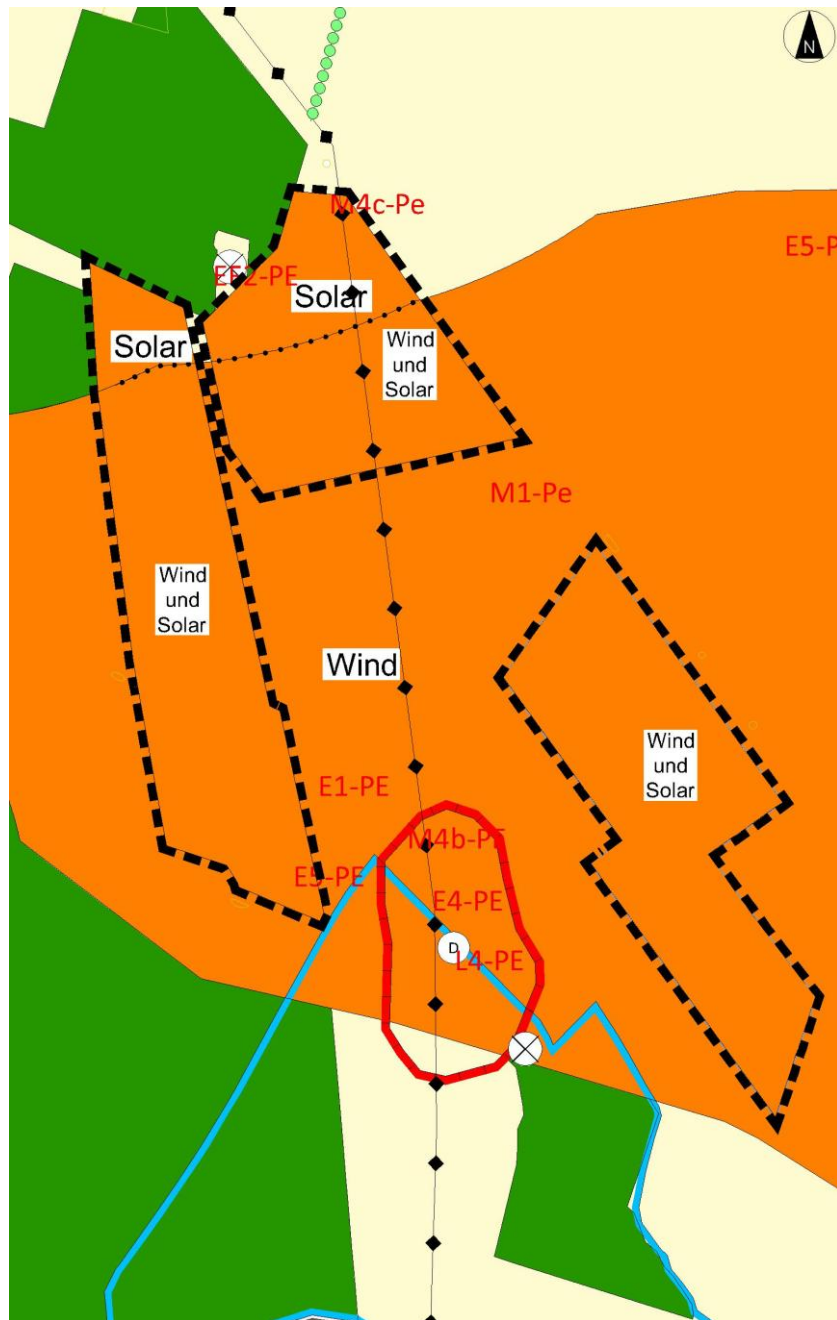 N
M4c-Pe
E5-P
EE2-PE
Solar
Solar
Wind
und
Solar
M1-Pe
Wind
und
Solar
Wind
Wind
und
Solar
E1-PE
M4b-PE
E5-PE
E4-PE
D
L4-PE